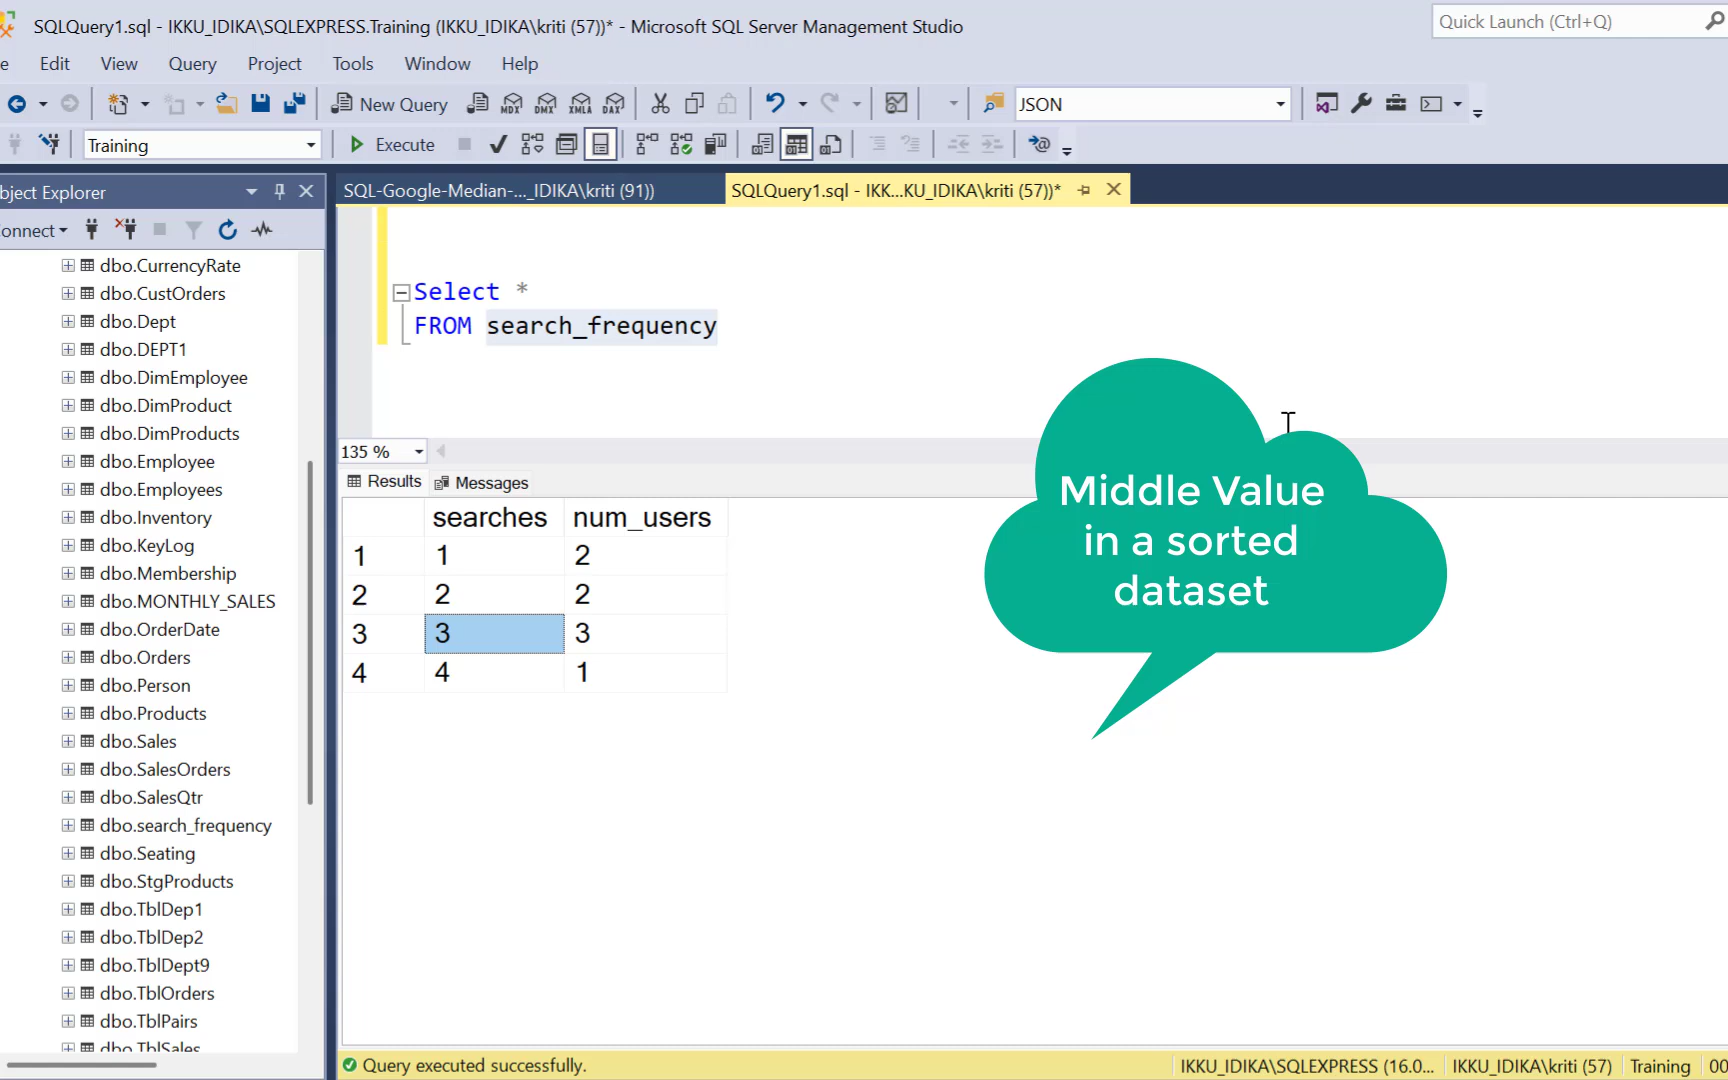 SQLQuery1.sql - IKKU_IDIKA\SQLEXPRESS.Training (IKKU_IDIKA\kriti (57))* - Microsoft SQL Server Management Studio
Quick Launch (Ctrl+Q)
e Edit View Query Project Tools Window Help
New Query MDX DMX XMLA DAX JSON
Training Execute
bject Explorer
SQL-Google-Median-..._IDIKA\kriti (91))
SQLQuery1.sql - IKK...KU_IDIKA\kriti (57))*
onnect
dbo.CurrencyRate
dbo.CustOrders
dbo.Dept
dbo.DEPT1
dbo.DimEmployee
dbo.DimProduct
dbo.DimProducts
dbo.Employee
dbo.Employees
dbo.Inventory
dbo.KeyLog
dbo.Membership
dbo.MONTHLY_SALES
dbo.OrderDate
dbo.Orders
dbo.Person
dbo.Products
dbo.Sales
dbo.SalesOrders
dbo.SalesQtr
dbo.search_frequency
dbo.Seating
dbo.StgProducts
dbo.TblDep1
dbo.TblDep2
dbo.TblDept9
dbo.TblOrders
dbo.TblPairs
dbo.TblSales
Select *
FROM search_frequency
135 %
Results Messages
searches num_users
1 1 2
2 2 2
3 3 3
4 4 1
Middle Value
in a sorted
dataset
Query executed successfully.
IKKU_IDIKA\SQLEXPRESS (16.0... IKKU_IDIKA\kriti (57) Training 00